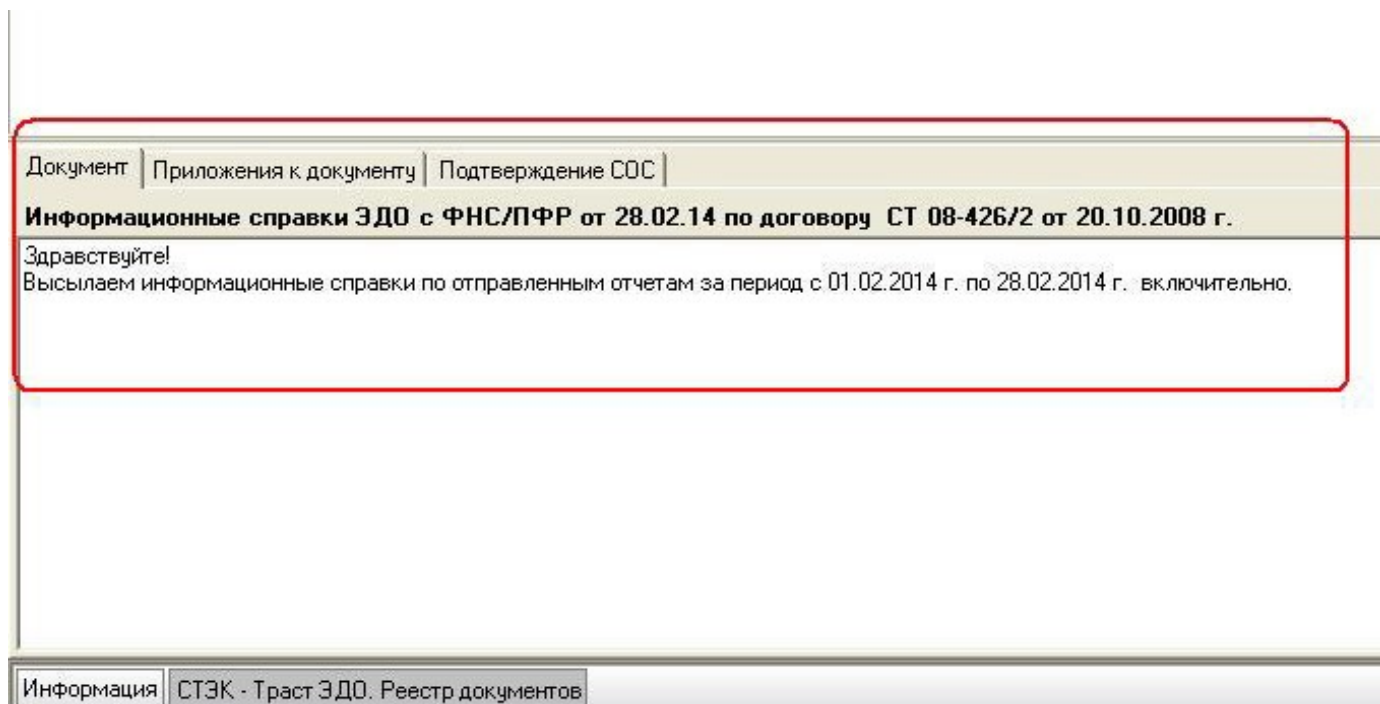 Документ Приложения к документу Подтверждение СОС
Информационные справки ЭДО с ФНС/ПФР от 28.02.14 по договору СТ 08-426/2 от 20.10.2008 г.
Здравствуйте!
Высылаем информационные справки по отправленным отчетам за период с 01.02.2014 г. по 28.02.2014 г. включительно.
Информация СТЭК - Траст ЭДО. Реестр документов